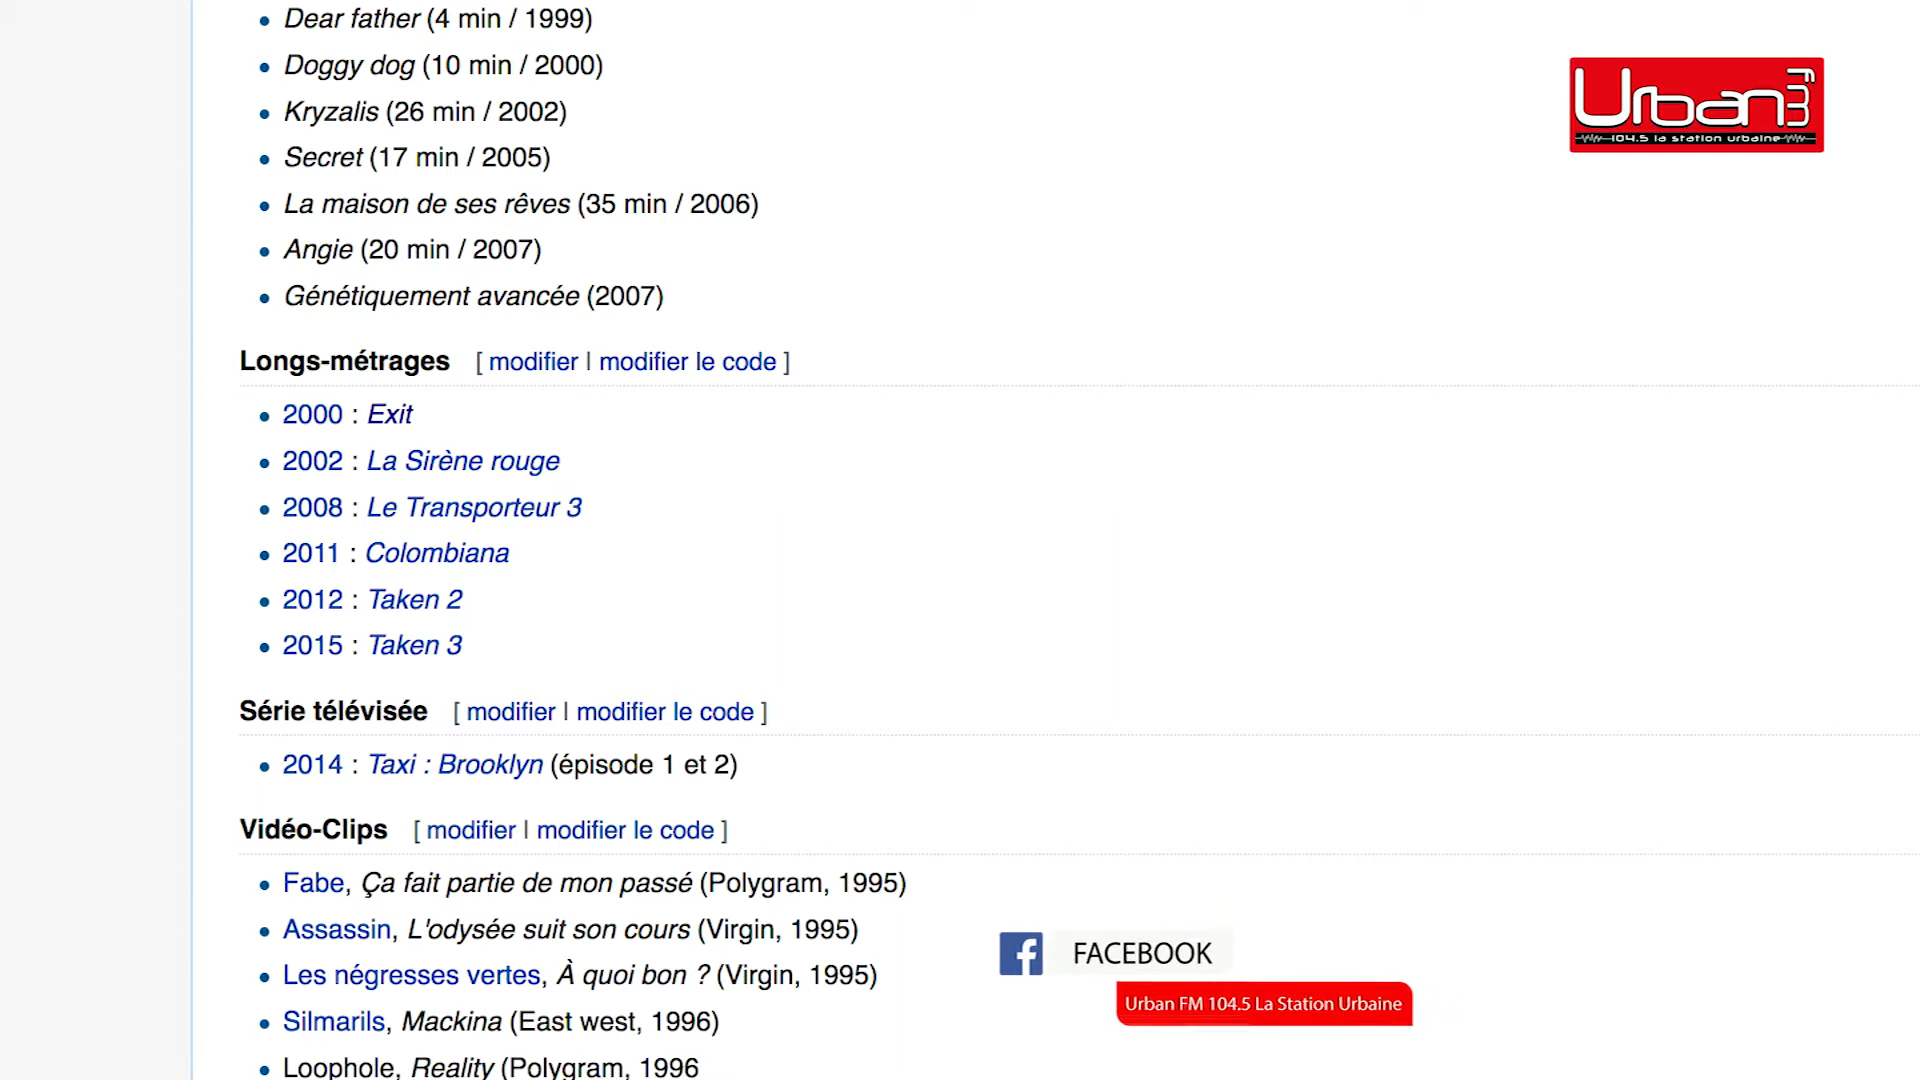 Dear father (4 min / 1999)
Doggy dog (10 min / 2000)
Kryzalis (26 min / 2002)
Secret (17 min / 2005)
La maison de ses rêves (35 min / 2006)
Angie (20 min / 2007)
Génétiquement avancée (2007)
Urban fm
104.5 la station urbaine
Longs-métrages [ modifier | modifier le code ]
2000 : Exit
2002 : La Sirène rouge
2008 : Le Transporteur 3
2011 : Colombiana
2012 : Taken 2
2015 : Taken 3
Série télévisée [ modifier | modifier le code ]
2014 : Taxi : Brooklyn (épisode 1 et 2)
Vidéo-Clips [ modifier | modifier le code ]
Fabe, Ça fait partie de mon passé (Polygram, 1995)
Assassin, L'odysée suit son cours (Virgin, 1995)
Les négresses vertes, À quoi bon ? (Virgin, 1995)
Silmarils, Mackina (East west, 1996)
Loophole, Reality (Polygram, 1996
f FACEBOOK
Urban FM 104.5 La Station Urbaine